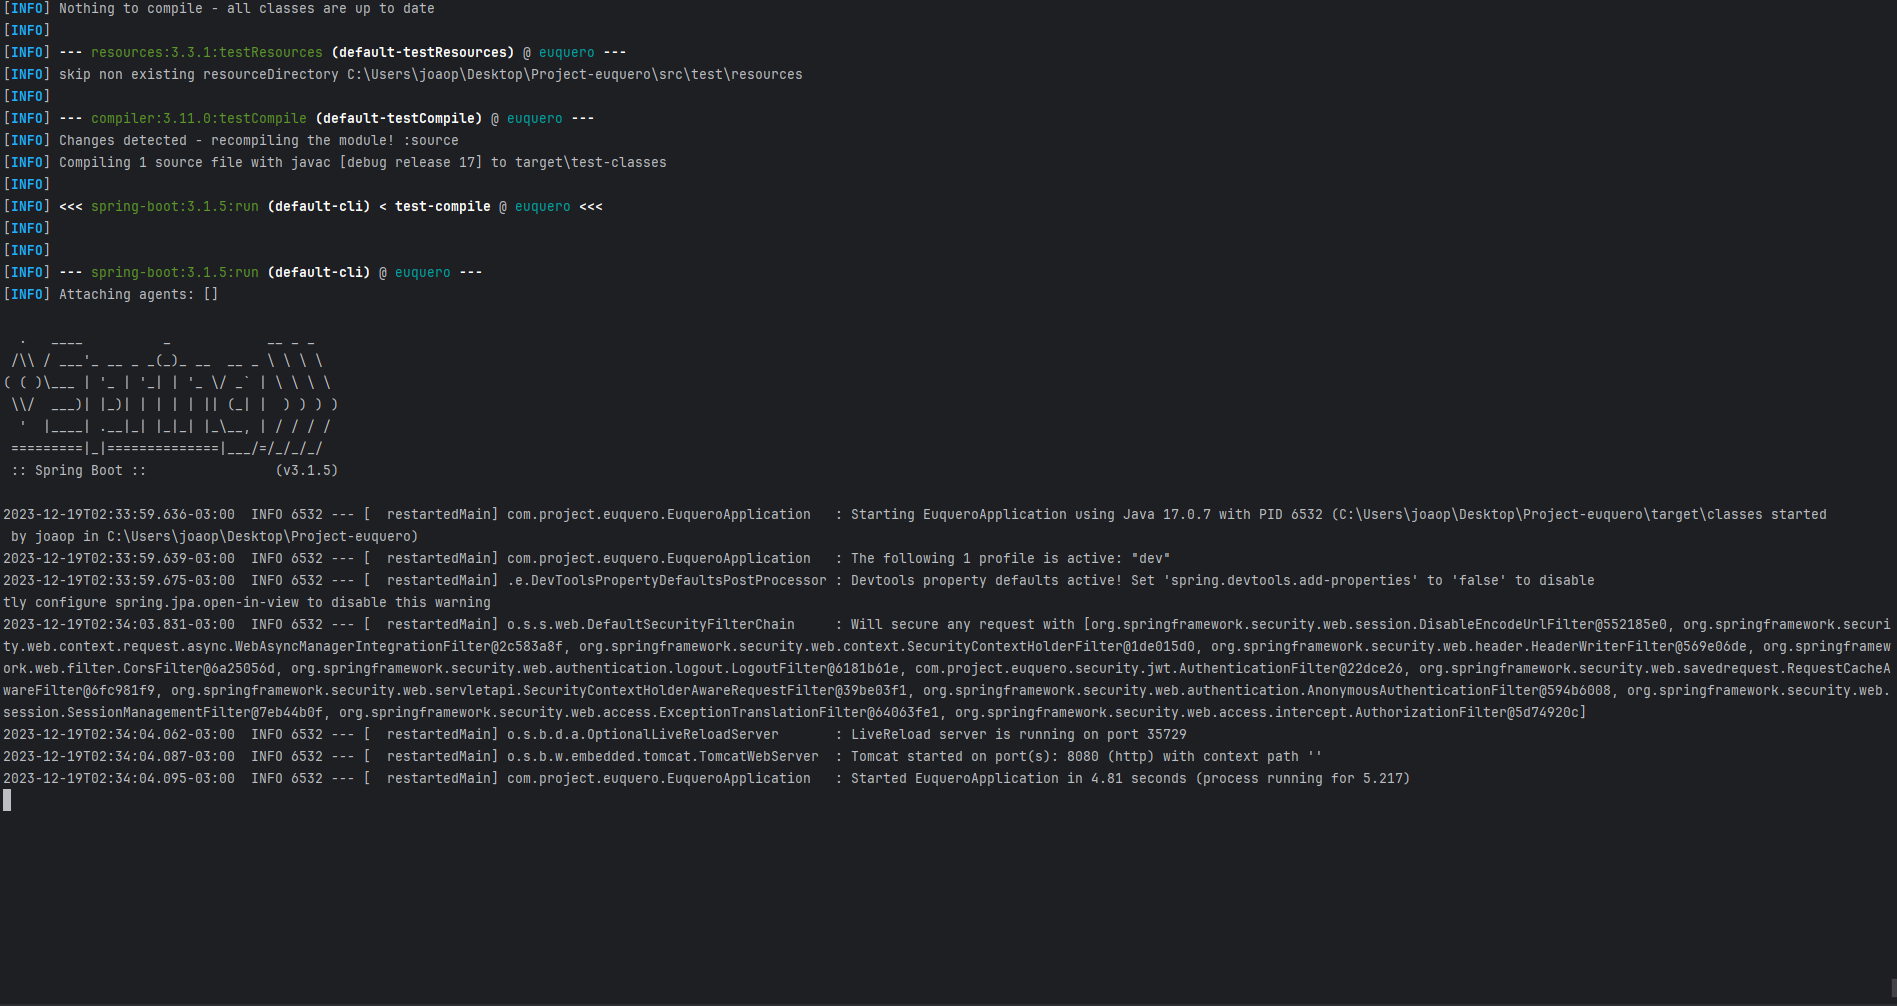 [INFO] Nothing to compile - all classes are up to date
[INFO]
[INFO] --- resources:3.3.1:testResources (default-testResources) @ euquero ---
[INFO] skip non existing resourceDirectory C:\Users\joaop\Desktop\Project-euquero\src\test\resources
[INFO]
[INFO] --- compiler:3.11.0:testCompile (default-testCompile) @ euquero ---
[INFO] Changes detected - recompiling the module! :source
[INFO] Compiling 1 source file with javac [debug release 17] to target\test-classes
[INFO]
[INFO] <<< spring-boot:3.1.5:run (default-cli) < test-compile @ euquero <<<
[INFO]
[INFO]
[INFO] --- spring-boot:3.1.5:run (default-cli) @ euquero ---
[INFO] Attaching agents: []

  .   ____          _            __ _ _
 /\\ / ___'_ __ _ _(_)_ __  __ _ \ \ \ \
( ( )\___ | '_ | '_| | '_ \/ _` | \ \ \ \
 \\/  ___)| |_)| | | | | || (_| |  ) ) ) )
  '  |____| .__|_| |_|_| |_\__, | / / / /
 =========|_|==============|___/=/_/_/_/
 :: Spring Boot ::                (v3.1.5)

2023-12-19T02:33:59.636-03:00  INFO 6532 --- [  restartedMain] com.project.euquero.EuqueroApplication   : Starting EuqueroApplication using Java 17.0.7 with PID 6532 (C:\Users\joaop\Desktop\Project-euquero\target\classes started
 by joaop in C:\Users\joaop\Desktop\Project-euquero)
2023-12-19T02:33:59.639-03:00  INFO 6532 --- [  restartedMain] com.project.euquero.EuqueroApplication   : The following 1 profile is active: "dev"
2023-12-19T02:33:59.675-03:00  INFO 6532 --- [  restartedMain] .e.DevToolsPropertyDefaultsPostProcessor : Devtools property defaults active! Set 'spring.devtools.add-properties' to 'false' to disable
tly configure spring.jpa.open-in-view to disable this warning
2023-12-19T02:34:03.831-03:00  INFO 6532 --- [  restartedMain] o.s.s.web.DefaultSecurityFilterChain     : Will secure any request with [org.springframework.security.web.session.DisableEncodeUrlFilter@552185e0, org.springframework.securi
ty.web.context.request.async.WebAsyncManagerIntegrationFilter@2c583a8f, org.springframework.security.web.context.SecurityContextHolderFilter@1de015d0, org.springframework.security.web.header.HeaderWriterFilter@569e06de, org.springframew
ork.web.filter.CorsFilter@6a25056d, org.springframework.security.web.authentication.logout.LogoutFilter@6181b61e, com.project.euquero.security.jwt.AuthenticationFilter@22dce26, org.springframework.security.web.savedrequest.RequestCacheA
wareFilter@6fc981f9, org.springframework.security.web.servletapi.SecurityContextHolderAwareRequestFilter@39be03f1, org.springframework.security.web.authentication.AnonymousAuthenticationFilter@594b6008, org.springframework.security.web.
session.SessionManagementFilter@7eb44b0f, org.springframework.security.web.access.ExceptionTranslationFilter@64063fe1, org.springframework.security.web.access.intercept.AuthorizationFilter@5d74920c]
2023-12-19T02:34:04.062-03:00  INFO 6532 --- [  restartedMain] o.s.b.d.a.OptionalLiveReloadServer       : LiveReload server is running on port 35729
2023-12-19T02:34:04.087-03:00  INFO 6532 --- [  restartedMain] o.s.b.w.embedded.tomcat.TomcatWebServer  : Tomcat started on port(s): 8080 (http) with context path ''
2023-12-19T02:34:04.095-03:00  INFO 6532 --- [  restartedMain] com.project.euquero.EuqueroApplication   : Started EuqueroApplication in 4.81 seconds (process running for 5.217)